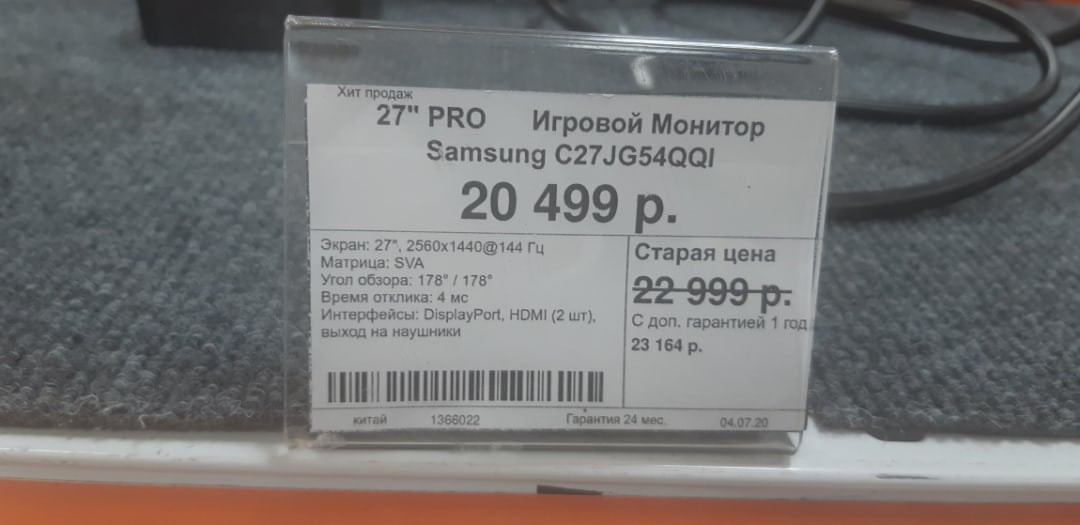 Хит продаж
27" PRO Игровой Монитор
Samsung C27JG54QQI
20 499 р.
Экран: 27", 2560x1440@144 Гц
Матрица: SVA
Угол обзора: 178° / 178°
Время отклика: 4 мс
Интерфейсы: DisplayPort, HDMI (2 шт),
выход на наушники
Старая цена
22 999 р.
С доп. гарантией 1 год
23 164 р.
китай 1366022 Гарантия 24 мес. 04.07.20